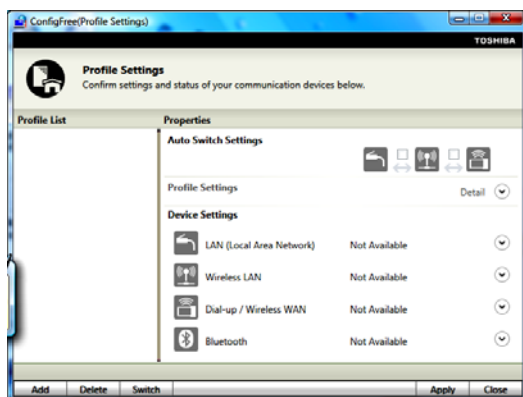 ConfigFree(Profile Settings)
TOSHIBA
Profile Settings
Confirm settings and status of your communication devices below.
Profile List
Properties
Auto Switch Settings
Profile Settings
Detail
Device Settings
LAN (Local Area Network) Not Available
Wireless LAN Not Available
Dial-up / Wireless WAN Not Available
Bluetooth Not Available
Add Delete Switch Apply Close